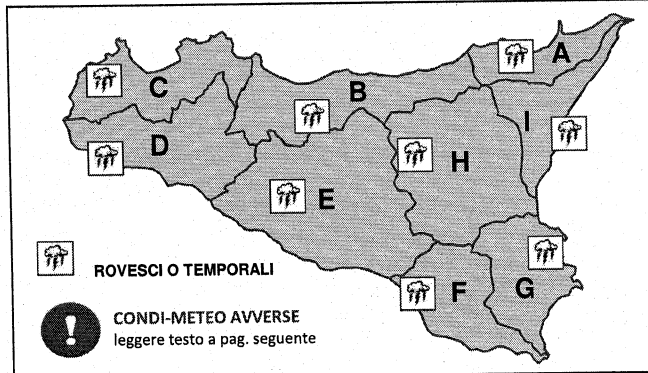 A
C
B
I
D
H
E
F
G
ROVESCI O TEMPORALI
CONDI-METEO AVVERSE
leggere testo a pag. seguente